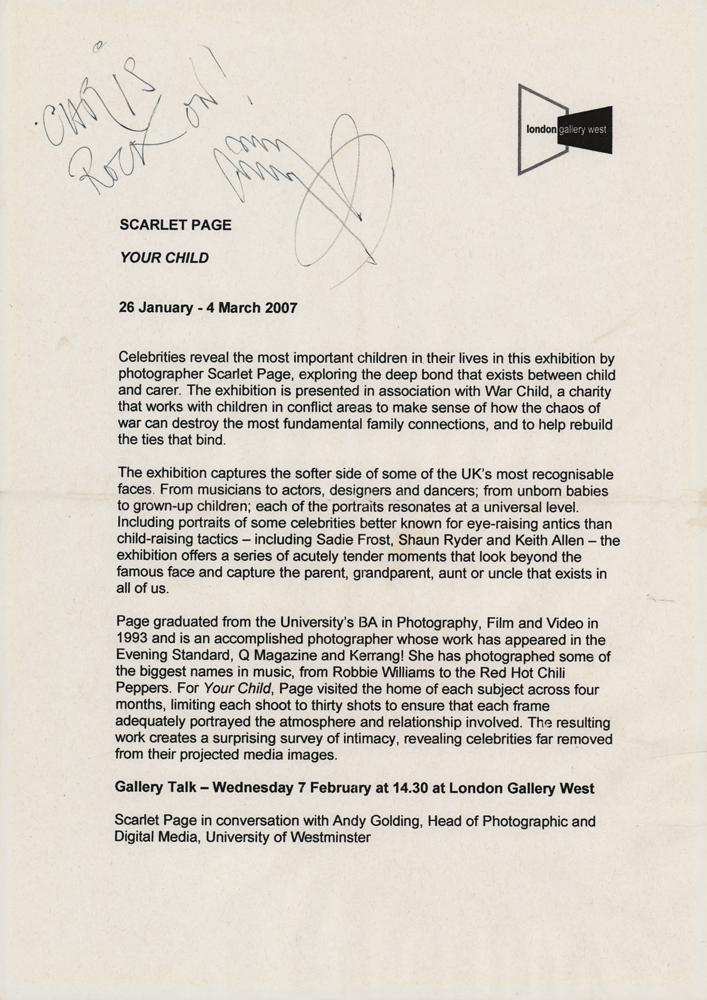 CHRIS
ROCK ON!
london gallery west
SCARLET PAGE
YOUR CHILD
26 January - 4 March 2007
Celebrities reveal the most important children in their lives in this exhibition by
photographer Scarlet Page, exploring the deep bond that exists between child
and carer. The exhibition is presented in association with War Child, a charity
that works with children in conflict areas to make sense of how the chaos of
war can destroy the most fundamental family connections, and to help rebuild
the ties that bind.
The exhibition captures the softer side of some of the UK's most recognisable
faces. From musicians to actors, designers and dancers; from unborn babies
to grown-up children; each of the portraits resonates at a universal level.
Including portraits of some celebrities better known for eye-raising antics than
child-raising tactics – including Sadie Frost, Shaun Ryder and Keith Allen – the
exhibition offers a series of acutely tender moments that look beyond the
famous face and capture the parent, grandparent, aunt or uncle that exists in
all of us.
Page graduated from the University's BA in Photography, Film and Video in
1993 and is an accomplished photographer whose work has appeared in the
Evening Standard, Q Magazine and Kerrang! She has photographed some of
the biggest names in music, from Robbie Williams to the Red Hot Chili
Peppers. For Your Child, Page visited the home of each subject across four
months, limiting each shoot to thirty shots to ensure that each frame
adequately portrayed the atmosphere and relationship involved. The resulting
work creates a surprising survey of intimacy, revealing celebrities far removed
from their projected media images.
Gallery Talk – Wednesday 7 February at 14.30 at London Gallery West
Scarlet Page in conversation with Andy Golding, Head of Photographic and
Digital Media, University of Westminster